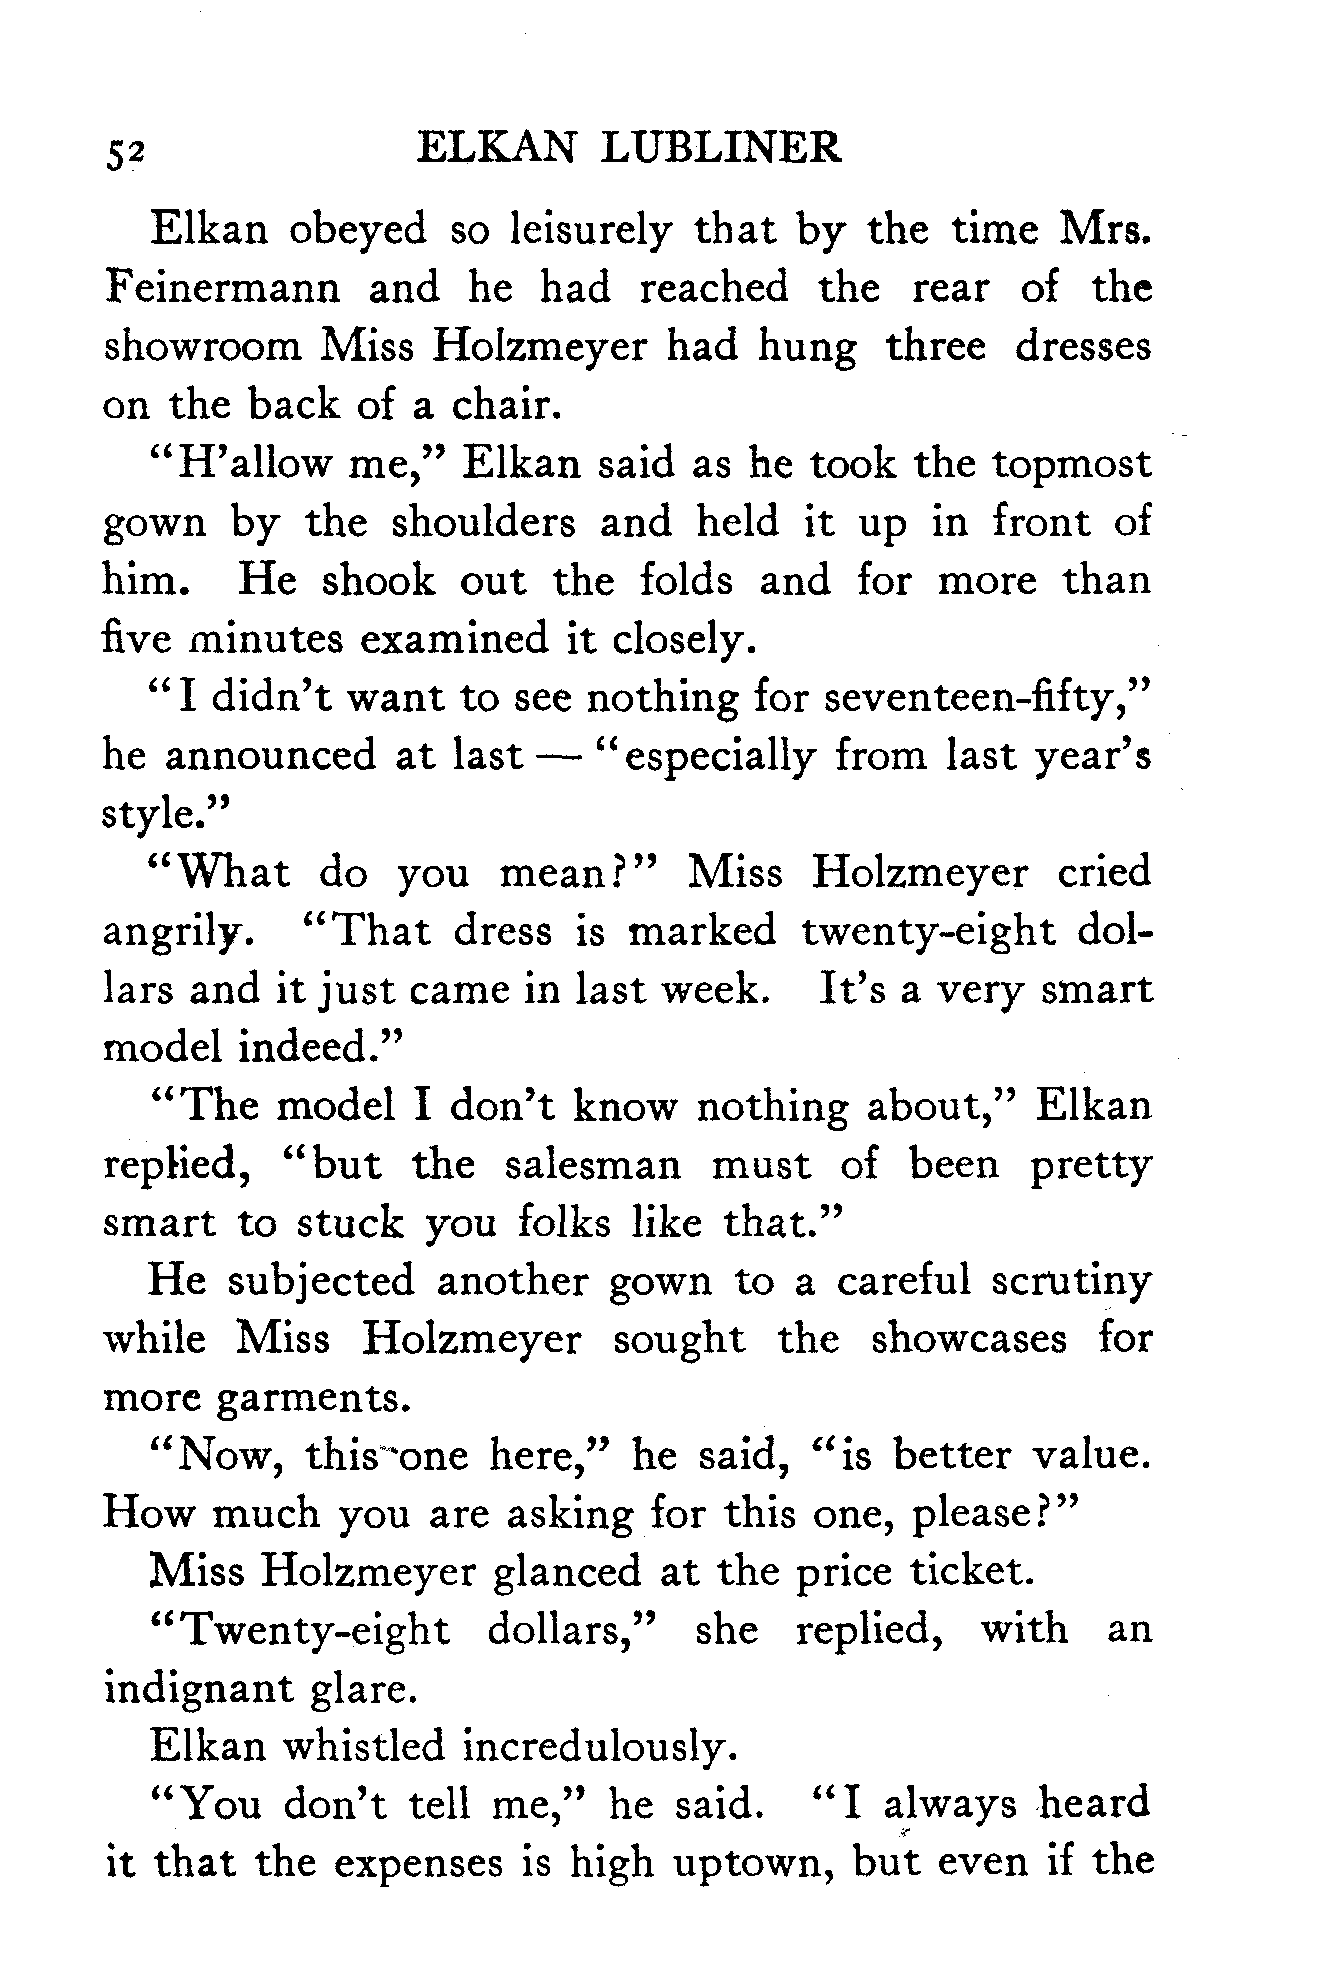 52 ELKAN LUBLINER
Elkan obeyed so leisurely that by the time Mrs.
Feinermann and he had reached the rear of the
showroom Miss Holzmeyer had hung three dresses
on the back of a chair.
"H'allow me," Elkan said as he took the topmost
gown by the shoulders and held it up in front of
him. He shook out the folds and for more than
five minutes examined it closely.
"I didn't want to see nothing for seventeen-fifty,"
he announced at last — "especially from last year's
style."
"What do you mean?" Miss Holzmeyer cried
angrily. "That dress is marked twenty-eight dol-
lars and it just came in last week. It's a very smart
model indeed."
"The model I don't know nothing about," Elkan
replied, "but the salesman must of been pretty
smart to stuck you folks like that."
He subjected another gown to a careful scrutiny
while Miss Holzmeyer sought the showcases for
more garments.
"Now, this one here," he said, "is better value.
How much you are asking for this one, please?"
Miss Holzmeyer glanced at the price ticket.
"Twenty-eight dollars," she replied, with an
indignant glare.
Elkan whistled incredulously.
"You don't tell me," he said. "I always heard
it that the expenses is high uptown, but even if the